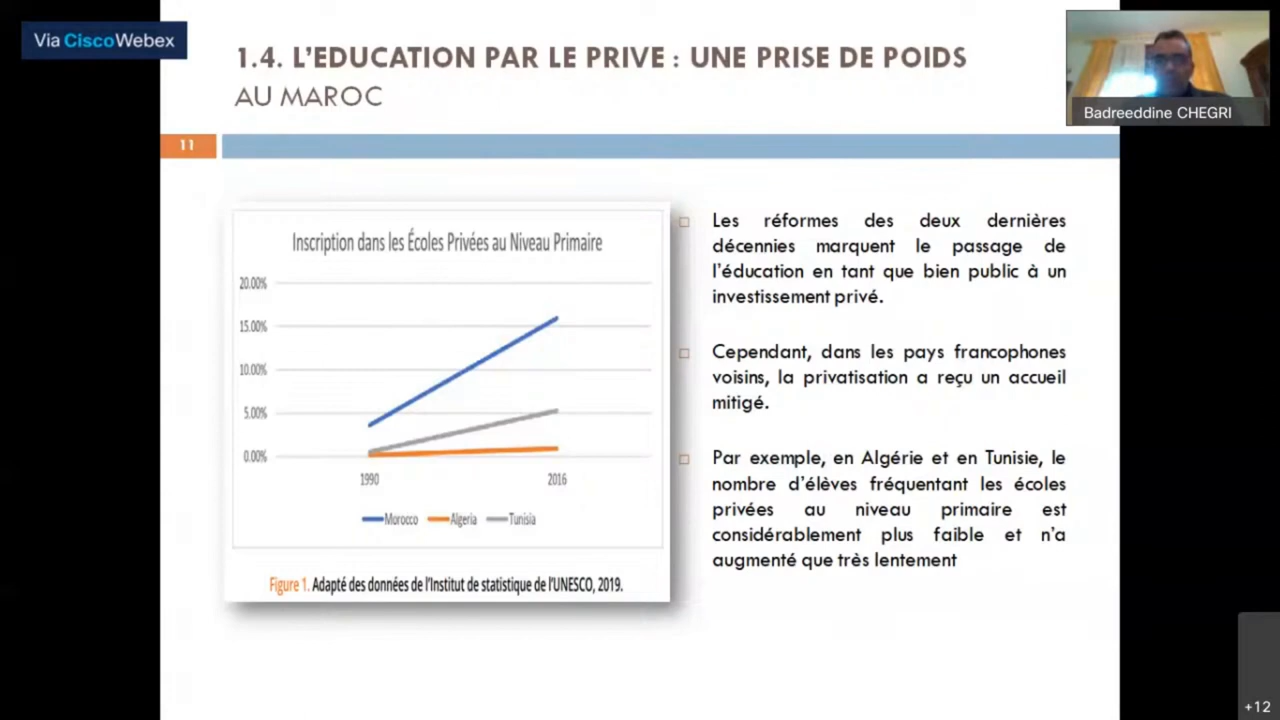 Via CiscoWebex
1.4. L'EDUCATION PAR LE PRIVE : UNE PRISE DE POIDS
AU MAROC
Badreeddine CHEGRI
11
Inscription dans les Écoles Privées au Niveau Primaire
20.00%
15.00%
10.00%
5.00%
0.00%
1990
2016
Morocco
Algeria
Tunisia
Figure 1. Adapté des données de l'Institut de statistique de l'UNESCO, 2019.
Les réformes des deux dernières
décennies marquent le passage de
l'éducation en tant que bien public à un
investissement privé.
Cependant, dans les pays francophones
voisins, la privatisation a reçu un accueil
mitigé.
Par exemple, en Algérie et en Tunisie, le
nombre d'élèves fréquentant les écoles
privées au niveau primaire est
considérablement plus faible et n'a
augmenté que très lentement
+12